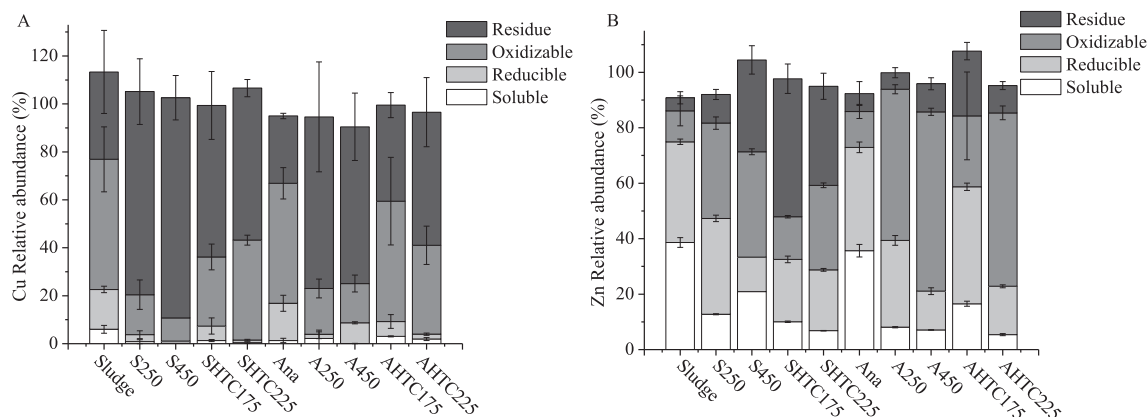 A
Cu Relative abundance (%)
120
100
80
60
40
20
0
Residue
Oxidizable
Reducible
Soluble
Sludge
S250
S450
SHTC175
SHTC225
Ana
A250
A450
AHTC175
AHTC225
B
Zn Relative abundance (%)
100
80
60
40
20
0
Residue
Oxidizable
Reducible
Soluble
Sludge
S250
S450
SHTC175
SHTC225
Ana
A250
A450
AHTC175
AHTC225